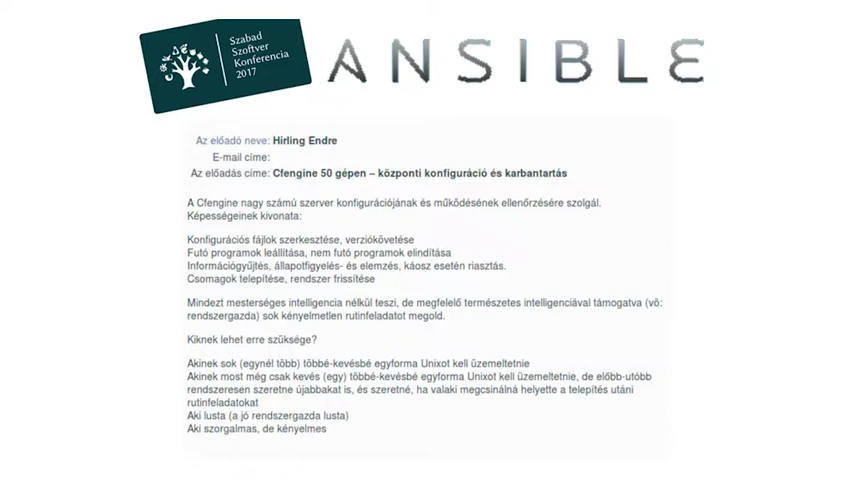 Szabad
Szoftver
Konferencia
2017
ANSIBLE
Az előadó neve: Hirling Endre
E-mail címe:
Az előadás címe: Cfengine 50 gépen – központi konfiguráció és karbantartás
A Cfengine nagy számú szerver konfigurációjának és működésének ellenőrzésére szolgál.
Képességeinek kivonata:
Konfigurációs fájlok szerkesztése, verziókövetése
Futó programok leállítása, nem futó programok elindítása
Információgyűjtés, állapotfigyelés- és elemzés, káosz esetén riasztás.
Csomagok telepítése, rendszer frissítése
Mindezt mesterséges intelligencia nélkül teszi, de megfelelő természetes intelligenciával támogatva (vö:
rendszergazda) sok kényelmetlen rutinfeladatot megold.
Kiknek lehet erre szüksége?
Akinek sok (egynél több) többé-kevésbé egyforma Unixot kell üzemeltetnie
Akinek most még csak kevés (egy) többé-kevésbé egyforma Unixot kell üzemeltetnie, de előbb-utóbb
rendszeresen szeretne újabbakat is, és szeretné, ha valaki megcsinálná helyette a telepítés utáni
rutinfeladatokat
Aki lusta (a jó rendszergazda lusta)
Aki szorgalmas, de kényelmes